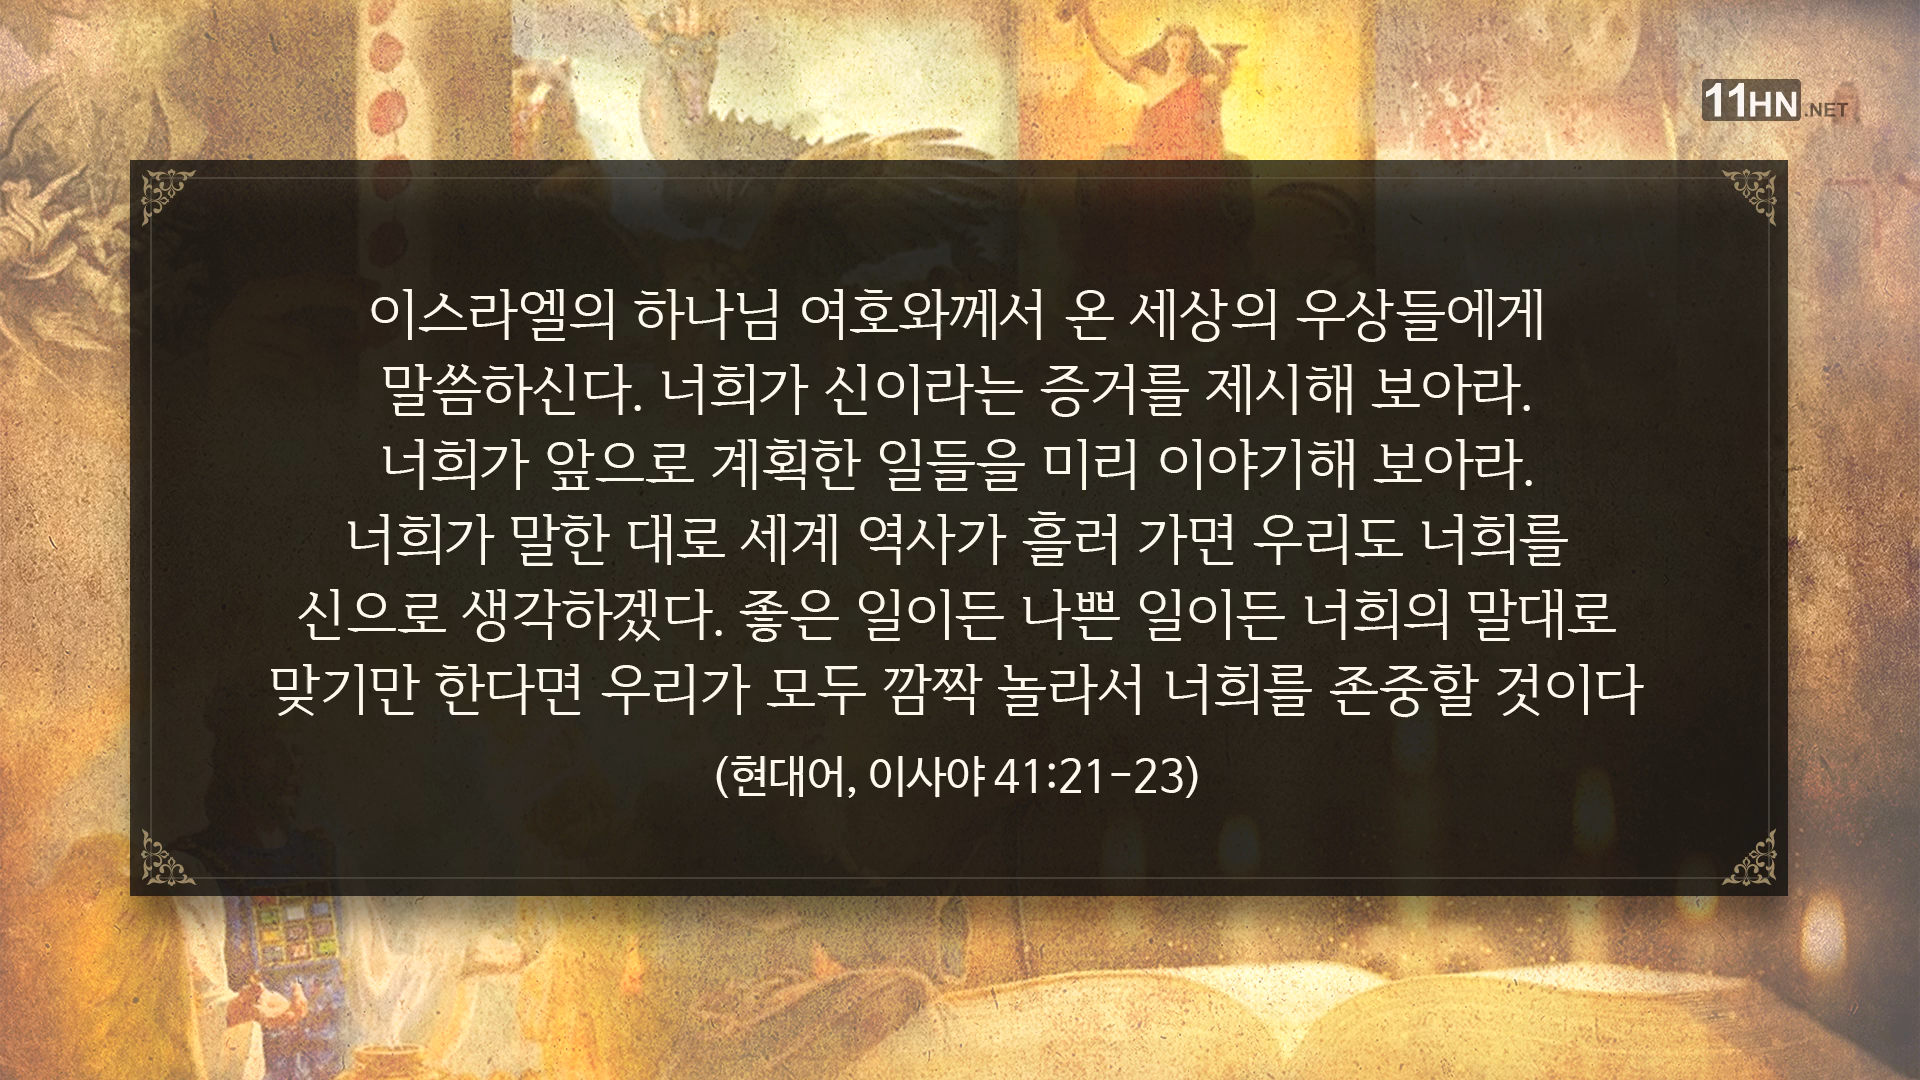 11HN.NET
이스라엘의 하나님 여호와께서 온 세상의 우상들에게
말씀하신다. 너희가 신이라는 증거를 제시해 보아라.
너희가 앞으로 계획한 일들을 미리 이야기해 보아라.
너희가 말한 대로 세계 역사가 흘러 가면 우리도 너희를
신으로 생각하겠다. 좋은 일이든 나쁜 일이든 너희의 말대로
맞기만 한다면 우리가 모두 깜짝 놀라서 너희를 존중할 것이다
(현대어, 이사야 41:21-23)